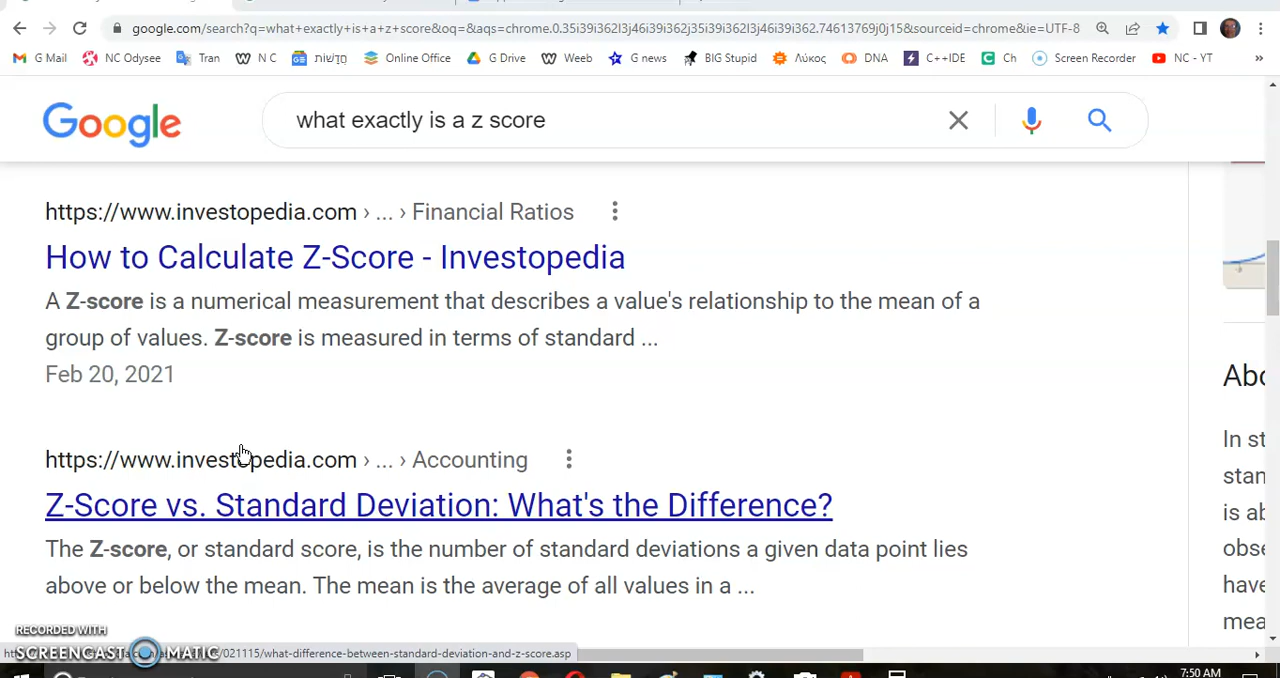 google.com/search?q=what+exactly+is+a+z+score&oq=&aqs=chrome.0.35i39i362l3j46i39i362j35i39i362l3j46i39i362.74613769j0j15&sourceid=chrome&ie=UTF-8
G Mail NC Odysee Tran N C חֲדָשׁוֹת Online Office G Drive Weeb G news BIG Stupid Λύκος DNA C++IDE Ch Screen Recorder NC - YT »
Google what exactly is a z score
https://www.investopedia.com › ... › Financial Ratios
How to Calculate Z-Score - Investopedia
A Z-score is a numerical measurement that describes a value's relationship to the mean of a
group of values. Z-score is measured in terms of standard ...
Feb 20, 2021
https://www.investopedia.com › ... › Accounting
Z-Score vs. Standard Deviation: What's the Difference?
The Z-score, or standard score, is the number of standard deviations a given data point lies
above or below the mean. The mean is the average of all values in a ...
Abo
In st
stan
is ab
obse
have
mea
RECORDED WITH
SCREENCAST MATIC
/021115/what-difference-between-standard-deviation-and-z-score.asp
7:50 AM